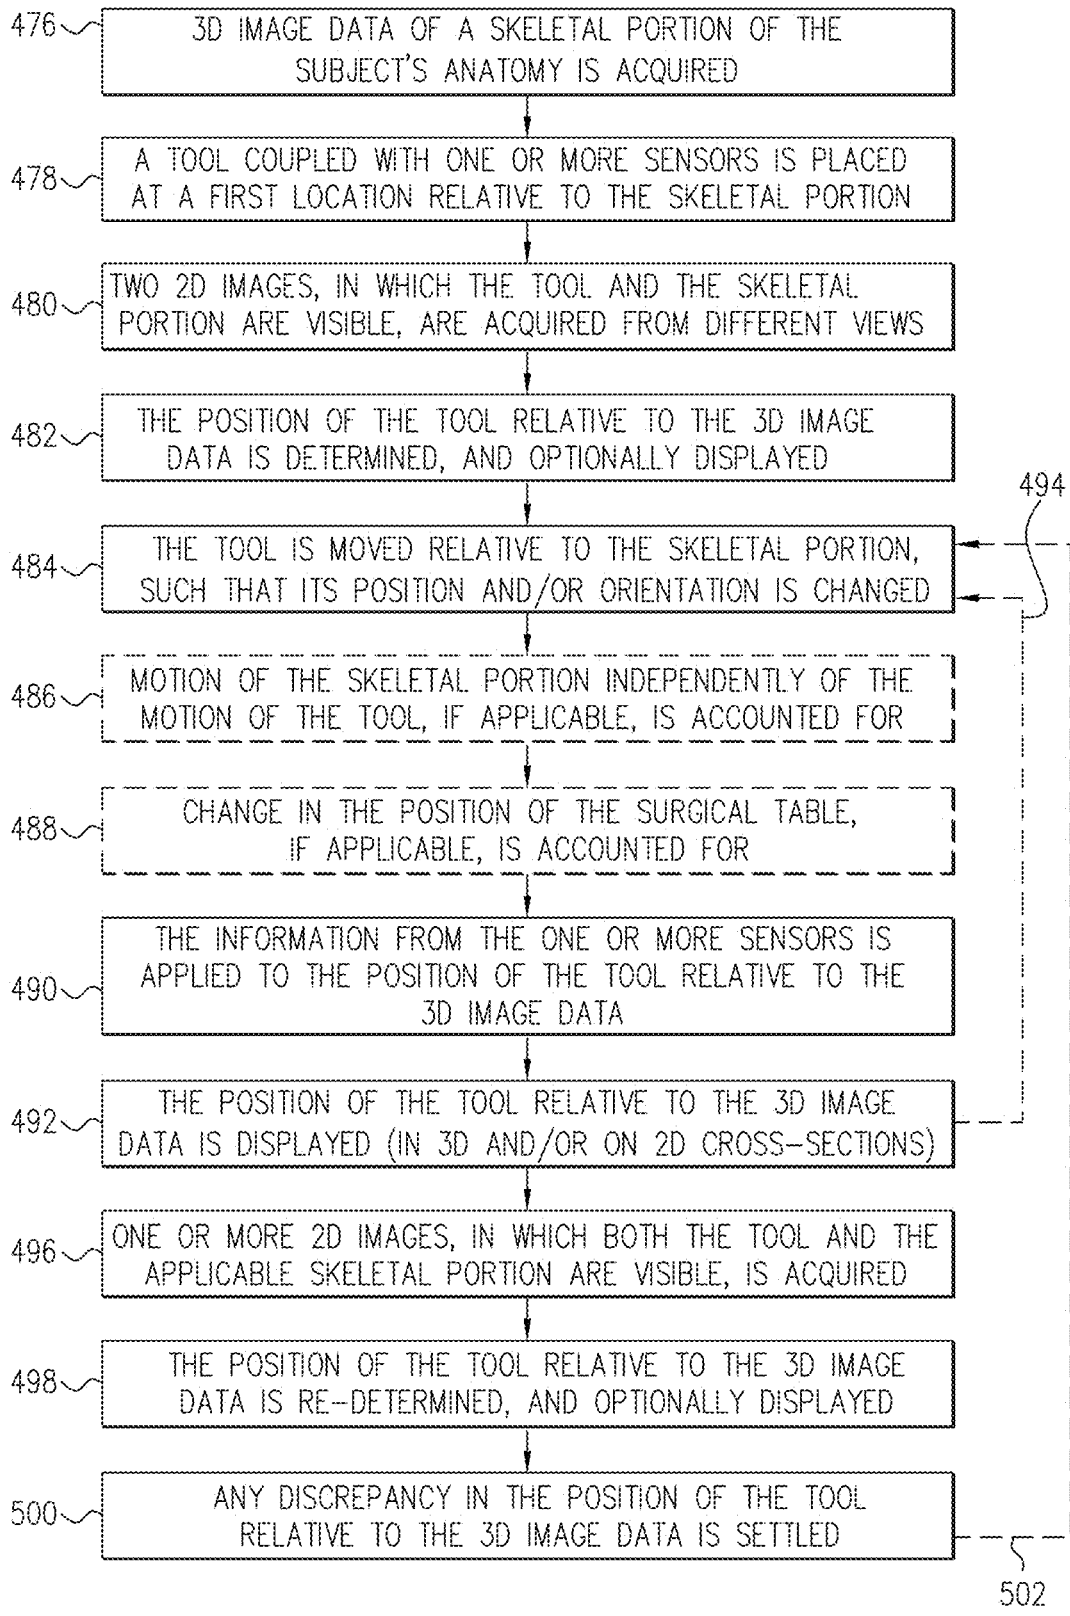 476
3D IMAGE DATA OF A SKELETAL PORTION OF THE
SUBJECT'S ANATOMY IS ACQUIRED
478
A TOOL COUPLED WITH ONE OR MORE SENSORS IS PLACED
AT A FIRST LOCATION RELATIVE TO THE SKELETAL PORTION
480
TWO 2D IMAGES, IN WHICH THE TOOL AND THE SKELETAL
PORTION ARE VISIBLE, ARE ACQUIRED FROM DIFFERENT VIEWS
482
THE POSITION OF THE TOOL RELATIVE TO THE 3D IMAGE
DATA IS DETERMINED, AND OPTIONALLY DISPLAYED
494
484
THE TOOL IS MOVED RELATIVE TO THE SKELETAL PORTION,
SUCH THAT ITS POSITION AND/OR ORIENTATION IS CHANGED
486
MOTION OF THE SKELETAL PORTION INDEPENDENTLY OF THE
MOTION OF THE TOOL, IF APPLICABLE, IS ACCOUNTED FOR
488
CHANGE IN THE POSITION OF THE SURGICAL TABLE,
IF APPLICABLE, IS ACCOUNTED FOR
490
THE INFORMATION FROM THE ONE OR MORE SENSORS IS
APPLIED TO THE POSITION OF THE TOOL RELATIVE TO THE
3D IMAGE DATA
492
THE POSITION OF THE TOOL RELATIVE TO THE 3D IMAGE
DATA IS DISPLAYED (IN 3D AND/OR ON 2D CROSS-SECTIONS)
496
ONE OR MORE 2D IMAGES, IN WHICH BOTH THE TOOL AND THE
APPLICABLE SKELETAL PORTION ARE VISIBLE, IS ACQUIRED
498
THE POSITION OF THE TOOL RELATIVE TO THE 3D IMAGE
DATA IS RE-DETERMINED, AND OPTIONALLY DISPLAYED
500
ANY DISCREPANCY IN THE POSITION OF THE TOOL
RELATIVE TO THE 3D IMAGE DATA IS SETTLED
502